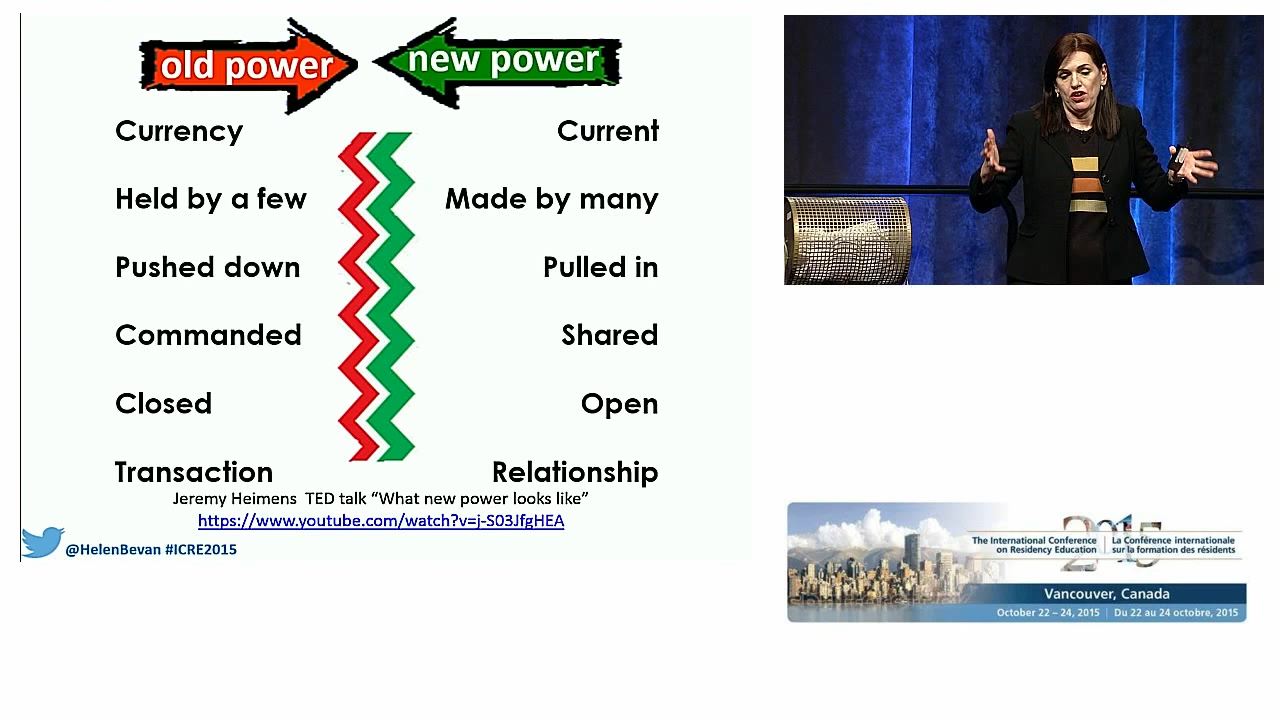 old power
new power
Currency
Current
Held by a few
Made by many
Pushed down
Pulled in
Commanded
Shared
Closed
Open
Transaction
Relationship
Jeremy Heimens  TED talk “What new power looks like”
https://www.youtube.com/watch?v=j-S03JfgHEA
@HelenBevan #ICRE2015
2015
The International Conference
on Residency Education
La Conférence internationale
sur la formation des résidents
Vancouver, Canada
October 22 – 24, 2015 | Du 22 au 24 octobre, 2015